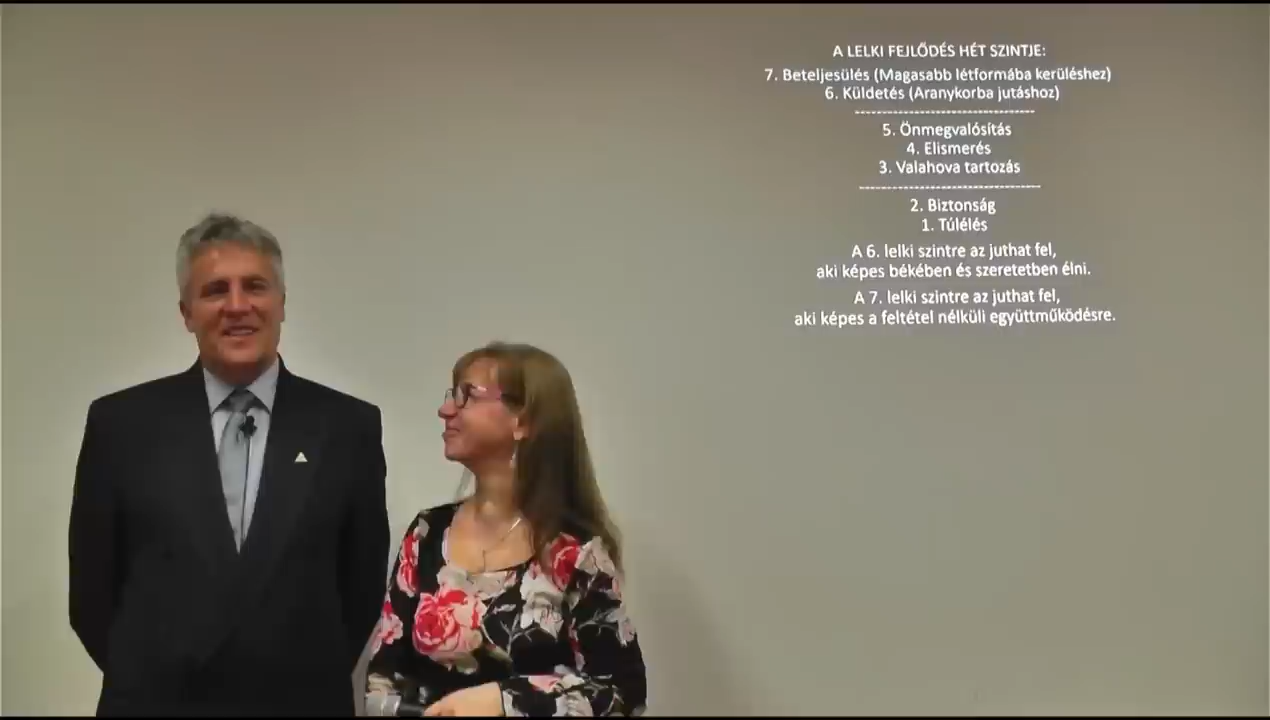 A LELKI FEJLŐDÉS HÉT SZINTJE:
7. Beteljesülés (Magasabb létformába kerüléshez)
6. Küldetés (Aranykorba jutáshoz)
-----------------------------------
5. Önmegvalósítás
4. Elismerés
3. Valahova tartozás
-----------------------------------
2. Biztonság
1. Túlélés
A 6. lelki szintre az juthat fel,
aki képes békében és szeretetben élni.
A 7. lelki szintre az juthat fel,
aki képes a feltétel nélküli együttműködésre.